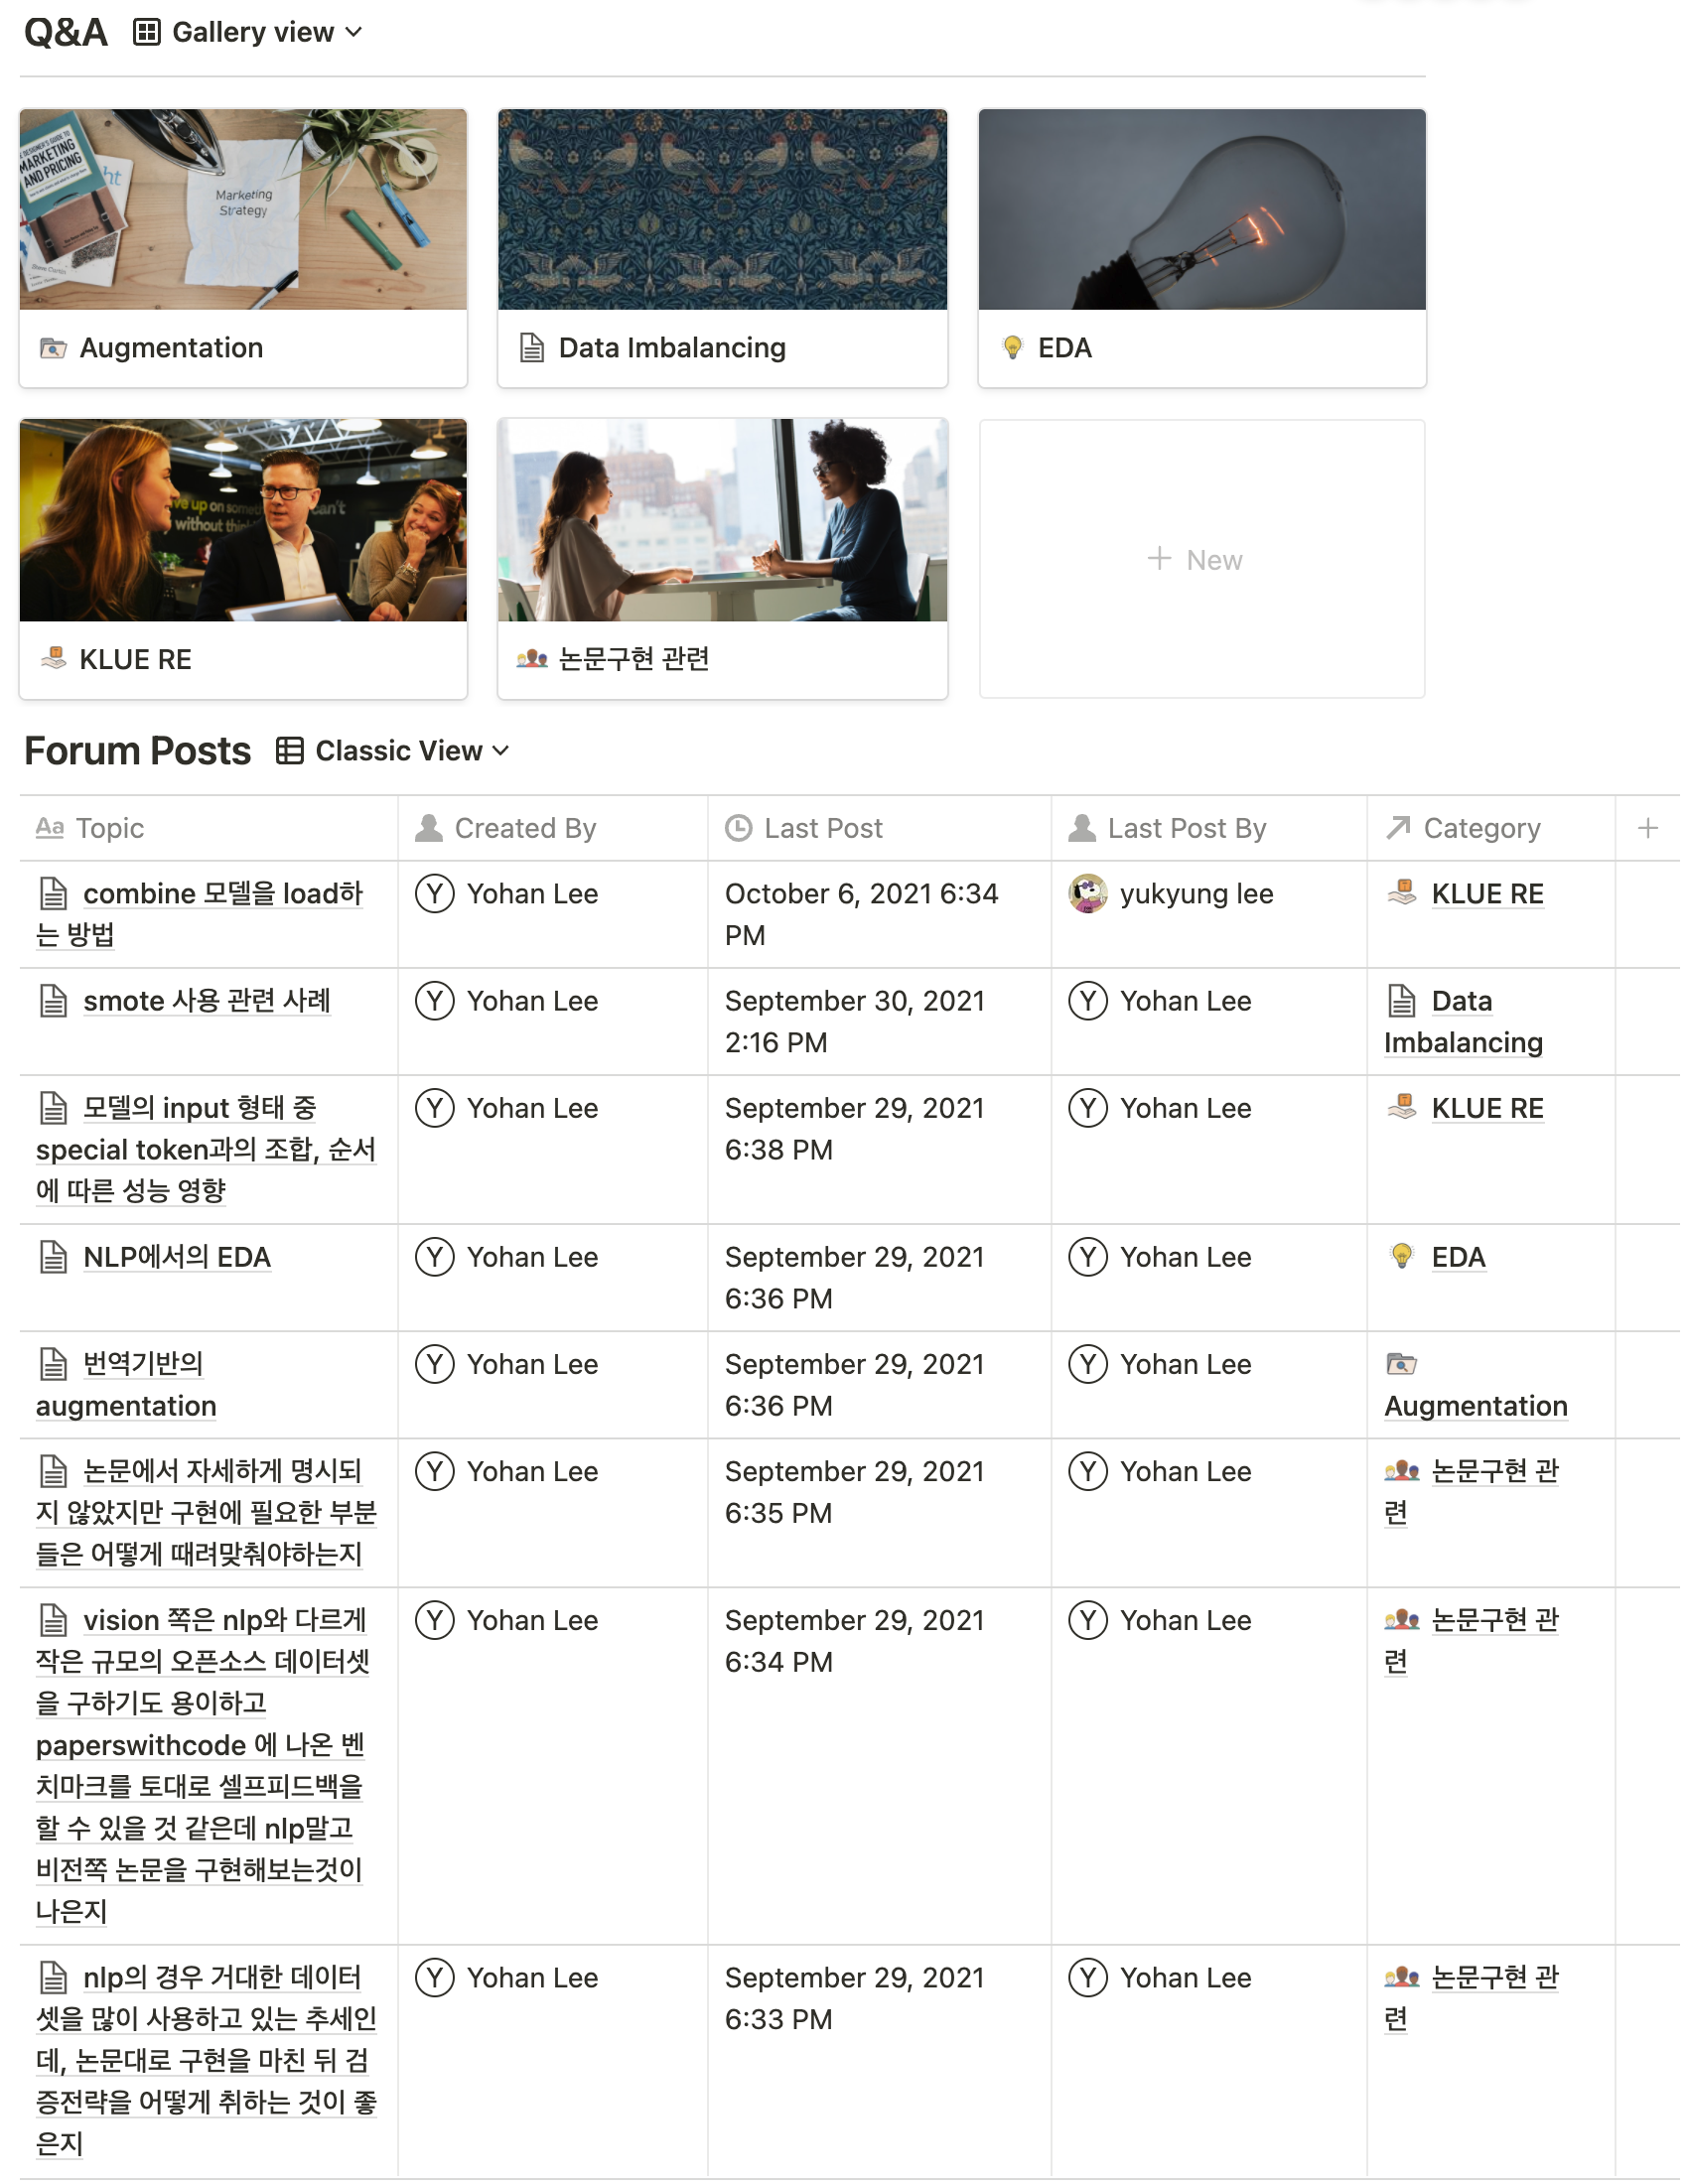 Q&A Gallery view
DESIGNER'S GUIDE TO
MARKETING
AND PRICING
ht
Marketing
Strategy
Augmentation
Data Imbalancing
EDA
up on
can't
without
KLUE RE
논문구현 관련
+ New
Forum Posts Classic View
Aa Topic
Created By
Last Post
Last Post By
Category
+
combine 모델을 load하
는 방법
Y Yohan Lee
October 6, 2021 6:34
PM
yukyung lee
KLUE RE
smote 사용 관련 사례
Y Yohan Lee
September 30, 2021
2:16 PM
Y Yohan Lee
Data
Imbalancing
모델의 input 형태 중
special token과의 조합, 순서
에 따른 성능 영향
Y Yohan Lee
September 29, 2021
6:38 PM
Y Yohan Lee
KLUE RE
NLP에서의 EDA
Y Yohan Lee
September 29, 2021
6:36 PM
Y Yohan Lee
EDA
번역기반의
augmentation
Y Yohan Lee
September 29, 2021
6:36 PM
Y Yohan Lee
Augmentation
논문에서 자세하게 명시되
지 않았지만 구현에 필요한 부분
들은 어떻게 때려맞춰야하는지
Y Yohan Lee
September 29, 2021
6:35 PM
Y Yohan Lee
논문구현 관
련
vision 쪽은 nlp와 다르게
작은 규모의 오픈소스 데이터셋
을 구하기도 용이하고
paperswithcode 에 나온 벤
치마크를 토대로 셀프피드백을
할 수 있을 것 같은데 nlp말고
비전쪽 논문을 구현해보는것이
나은지
Y Yohan Lee
September 29, 2021
6:34 PM
Y Yohan Lee
논문구현 관
련
nlp의 경우 거대한 데이터
셋을 많이 사용하고 있는 추세인
데, 논문대로 구현을 마친 뒤 검
증전략을 어떻게 취하는 것이 좋
은지
Y Yohan Lee
September 29, 2021
6:33 PM
Y Yohan Lee
논문구현 관
련